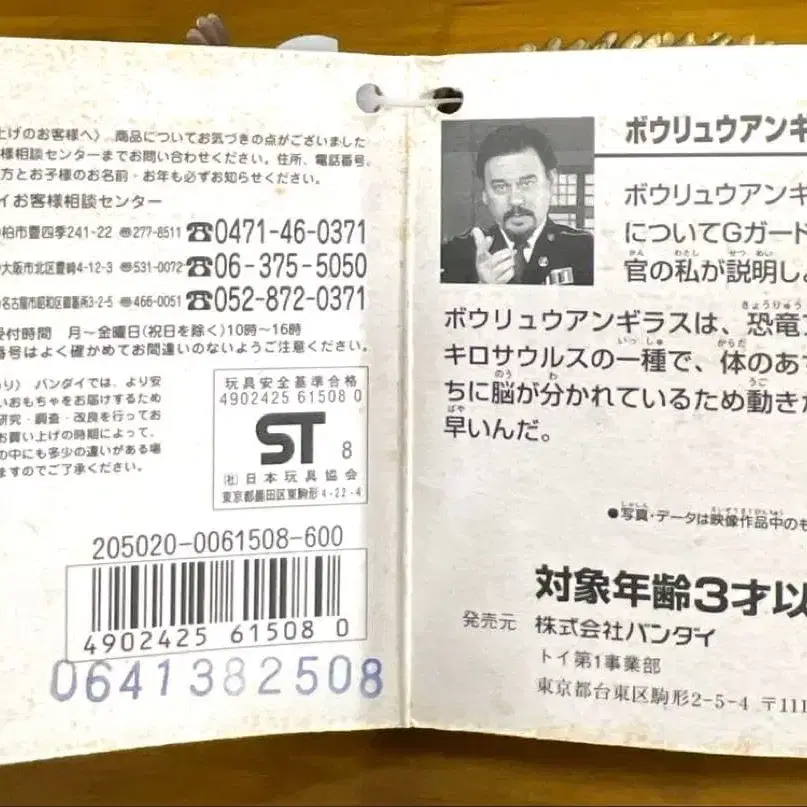 上げのお客様へ〉 商品についてお気づきの点がございました
様相談センターまでお問い合わせください。住所、電話番号、
方とお子様のお名前・お年も必ずお知らせください。
イお客様相談センター
柏市豊四季241-22 〠277-8511 ☎0471-46-0371
大阪市北区豊崎4-12-3 〠531-0072 ☎06-375-5050
名古屋市昭和区御器所3-2-5 〠466-0051 ☎052-872-0371
受付時間 月〜金曜日(祝日を除く)10時〜16時
番号はよく確かめてお間違いのないようご注意ください。
り〉 バンダイでは、より安
いおもちゃをお届けするため
研究・調査・改良を行ってお
お買い上げの時期によって、
の中にも多少の違いがある場
ますのでご了承ください。
玩具安全基準合格
4902425 61508 0
ST 8
(社)日本玩具協会
東京都墨田区東駒形4-22-4
205020-0061508-600
4902425 61508 0
0641382508
ボウリュウアンギ
ボウリュウアンギ
についてGガード
官の私が説明し
ボウリュウアンギラスは、恐竜
キロサウルスの一種で、体のあ
ちに脳が分かれているため動き
早いんだ。
●写真・データは映像作品中のも
対象年齢3才以
発売元 株式会社バンダイ
トイ第1事業部
東京都台東区駒形2-5-4 〒111